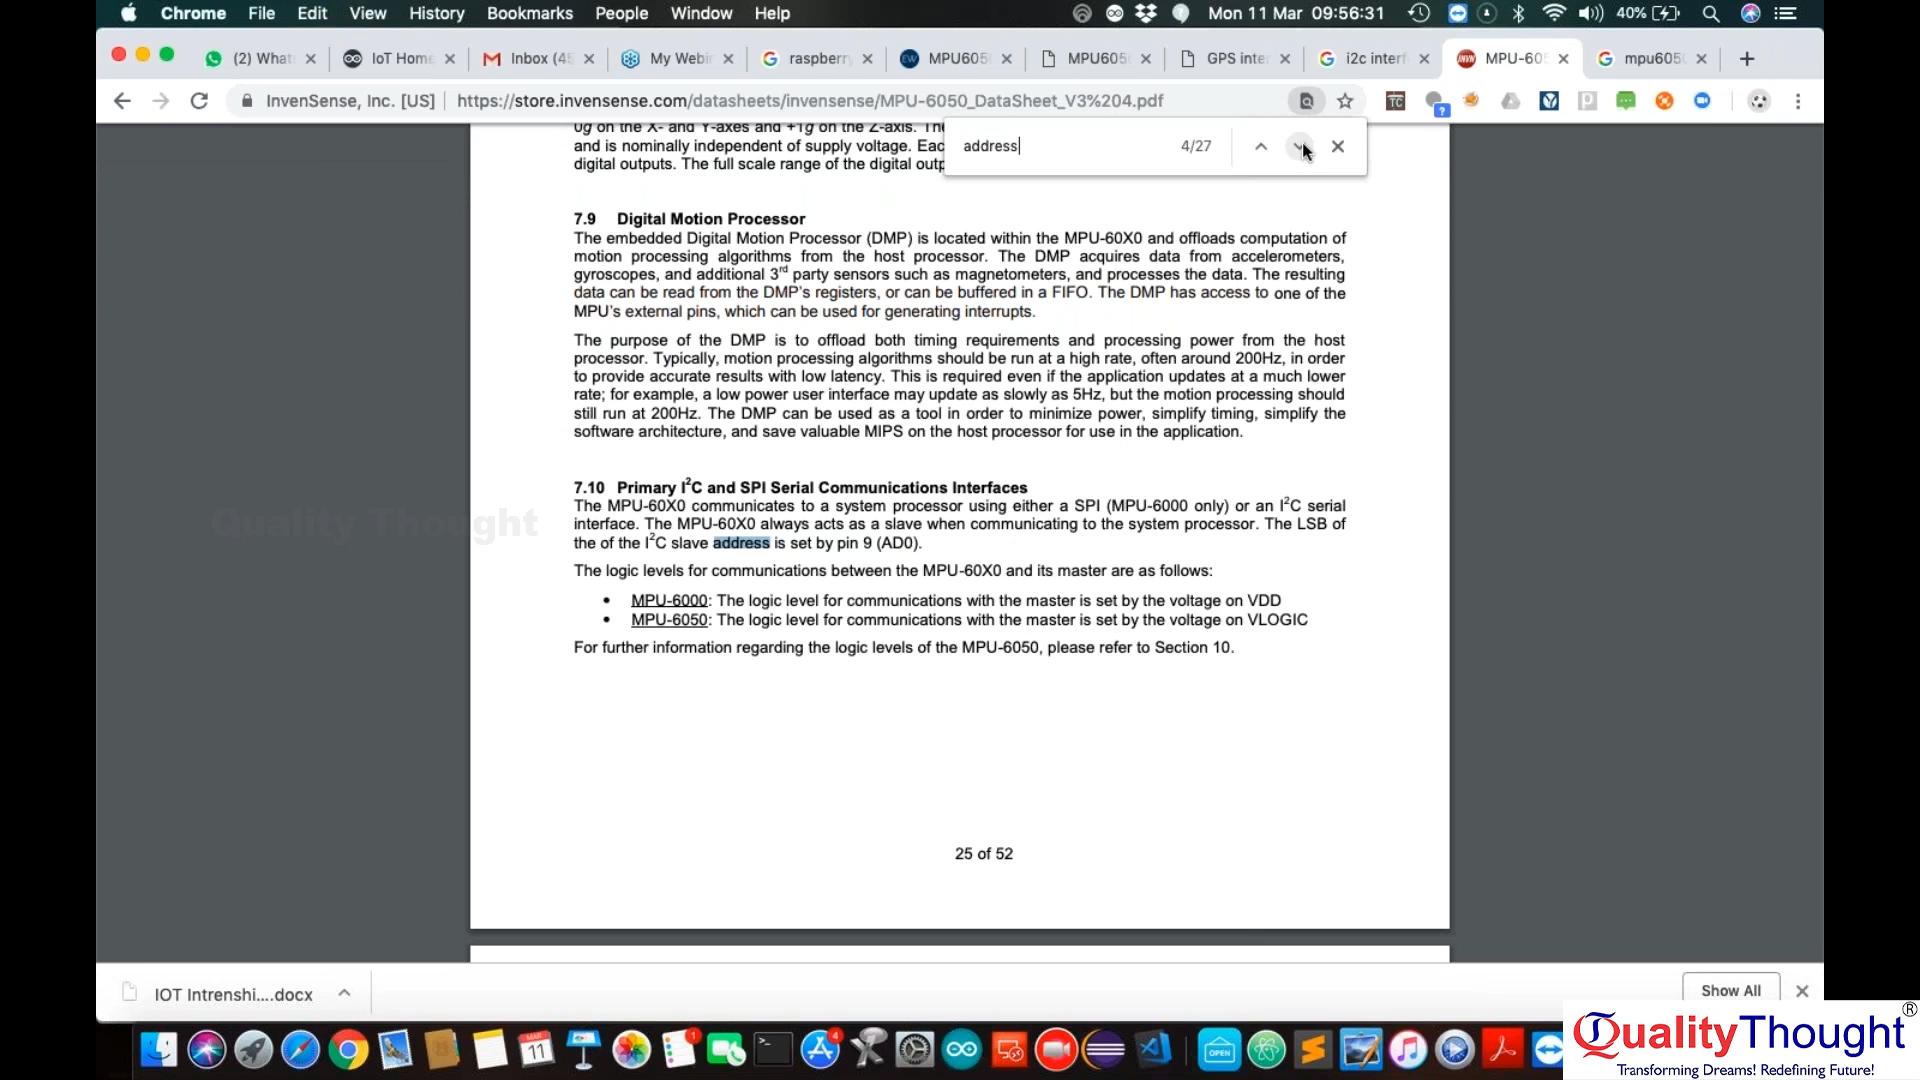 Chrome File Edit View History Bookmarks People Window Help Mon 11 Mar 09:56:31 40%
(2) What IoT Home Inbox (45 My Webin raspberry MPU605 MPU605 GPS inte i2c interf MPU-605 mpu605
InvenSense, Inc. [US] https://store.invensense.com/datasheets/invensense/MPU-6050_DataSheet_V3%204.pdf
address 4/27
0g on the X- and Y-axes and +1g on the Z-axis. The
and is nominally independent of supply voltage. Eac
digital outputs. The full scale range of the digital outp
7.9 Digital Motion Processor
The embedded Digital Motion Processor (DMP) is located within the MPU-60X0 and offloads computation of
motion processing algorithms from the host processor. The DMP acquires data from accelerometers,
gyroscopes, and additional 3rd party sensors such as magnetometers, and processes the data. The resulting
data can be read from the DMP's registers, or can be buffered in a FIFO. The DMP has access to one of the
MPU's external pins, which can be used for generating interrupts.
The purpose of the DMP is to offload both timing requirements and processing power from the host
processor. Typically, motion processing algorithms should be run at a high rate, often around 200Hz, in order
to provide accurate results with low latency. This is required even if the application updates at a much lower
rate; for example, a low power user interface may update as slowly as 5Hz, but the motion processing should
still run at 200Hz. The DMP can be used as a tool in order to minimize power, simplify timing, simplify the
software architecture, and save valuable MIPS on the host processor for use in the application.
7.10 Primary I2C and SPI Serial Communications Interfaces
The MPU-60X0 communicates to a system processor using either a SPI (MPU-6000 only) or an I2C serial
interface. The MPU-60X0 always acts as a slave when communicating to the system processor. The LSB of
the of the I2C slave address is set by pin 9 (AD0).
Quality Thought
The logic levels for communications between the MPU-60X0 and its master are as follows:
• MPU-6000: The logic level for communications with the master is set by the voltage on VDD
• MPU-6050: The logic level for communications with the master is set by the voltage on VLOGIC
For further information regarding the logic levels of the MPU-6050, please refer to Section 10.
25 of 52
IOT Intrenshi....docx Show All
QualityThought®
Transforming Dreams! Redefining Future!